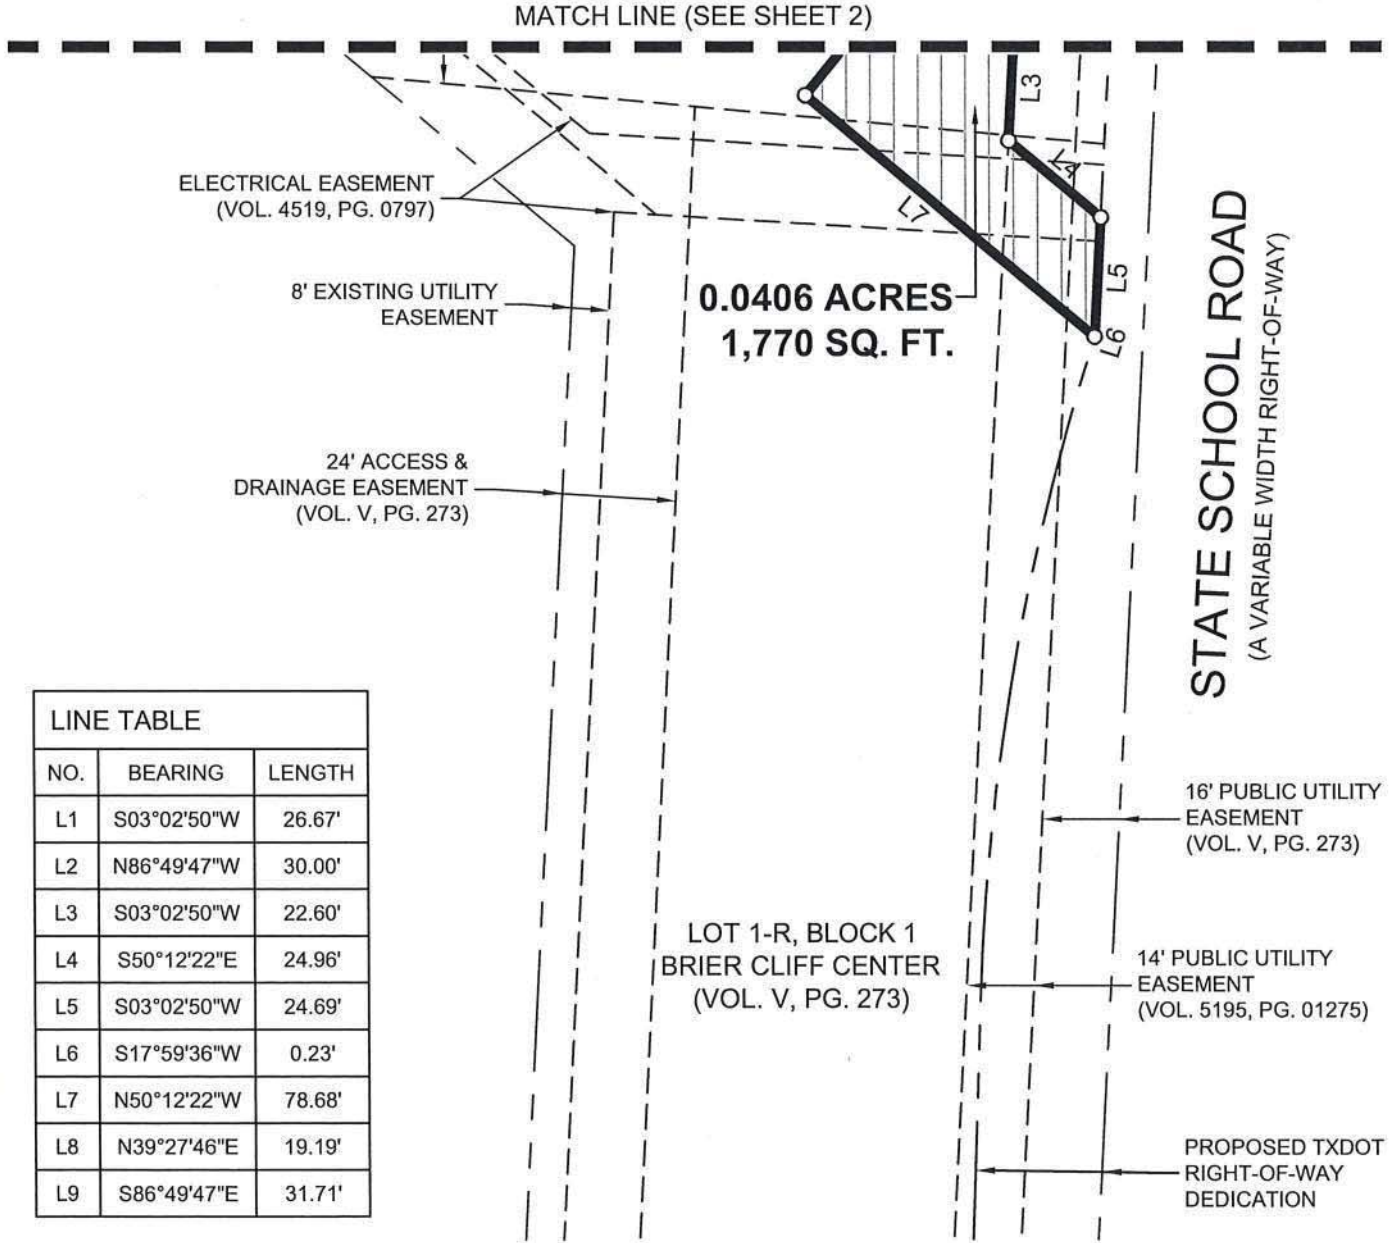 MATCH LINE (SEE SHEET 2)
L3
L4
ELECTRICAL EASEMENT
(VOL. 4519, PG. 0797)
L7
8' EXISTING UTILITY
EASEMENT
0.0406 ACRES
1,770 SQ. FT.
L5
L6
STATE SCHOOL ROAD
(A VARIABLE WIDTH RIGHT-OF-WAY)
24' ACCESS &
DRAINAGE EASEMENT
(VOL. V, PG. 273)
LINE TABLE
NO. BEARING LENGTH
L1 S03°02'50"W 26.67'
L2 N86°49'47"W 30.00'
L3 S03°02'50"W 22.60'
L4 S50°12'22"E 24.96'
L5 S03°02'50"W 24.69'
L6 S17°59'36"W 0.23'
L7 N50°12'22"W 78.68'
L8 N39°27'46"E 19.19'
L9 S86°49'47"E 31.71'
16' PUBLIC UTILITY
EASEMENT
(VOL. V, PG. 273)
LOT 1-R, BLOCK 1
BRIER CLIFF CENTER
(VOL. V, PG. 273)
14' PUBLIC UTILITY
EASEMENT
(VOL. 5195, PG. 01275)
PROPOSED TXDOT
RIGHT-OF-WAY
DEDICATION